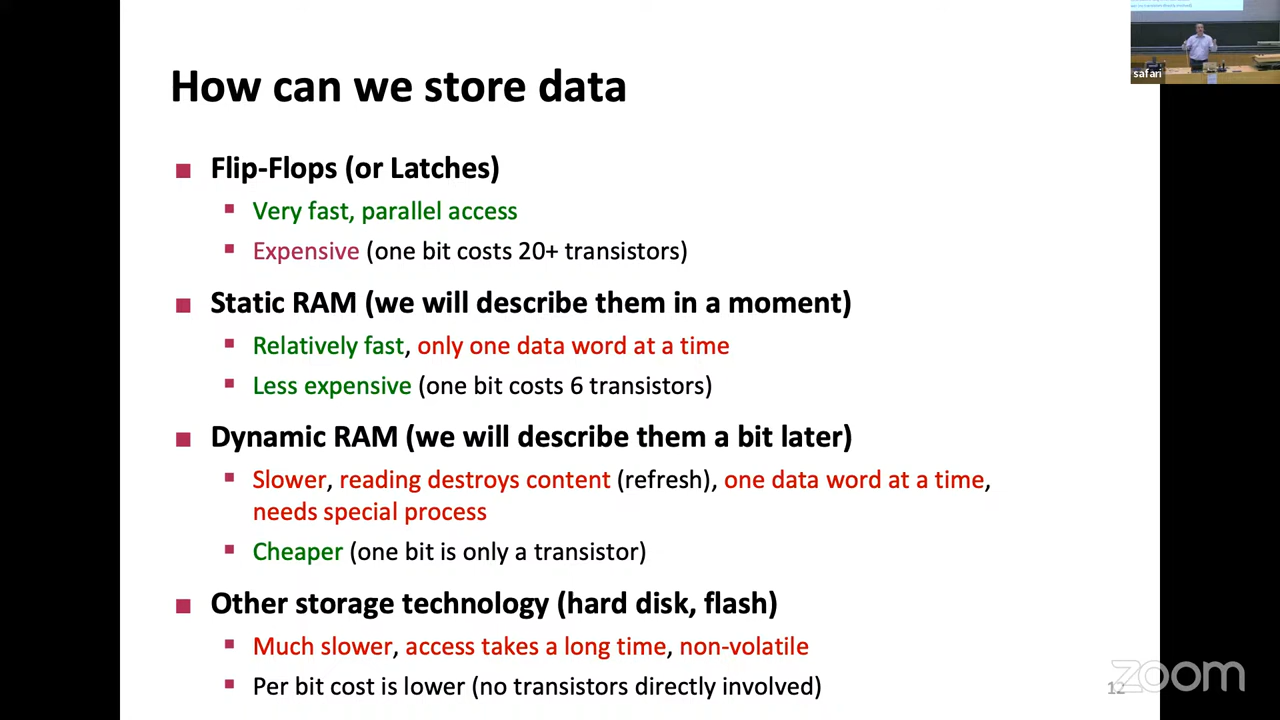 safari
How can we store data
Flip-Flops (or Latches)
Very fast, parallel access
Expensive (one bit costs 20+ transistors)
Static RAM (we will describe them in a moment)
Relatively fast, only one data word at a time
Less expensive (one bit costs 6 transistors)
Dynamic RAM (we will describe them a bit later)
Slower, reading destroys content (refresh), one data word at a time,
needs special process
Cheaper (one bit is only a transistor)
Other storage technology (hard disk, flash)
Much slower, access takes a long time, non-volatile
Per bit cost is lower (no transistors directly involved)
12
zoom